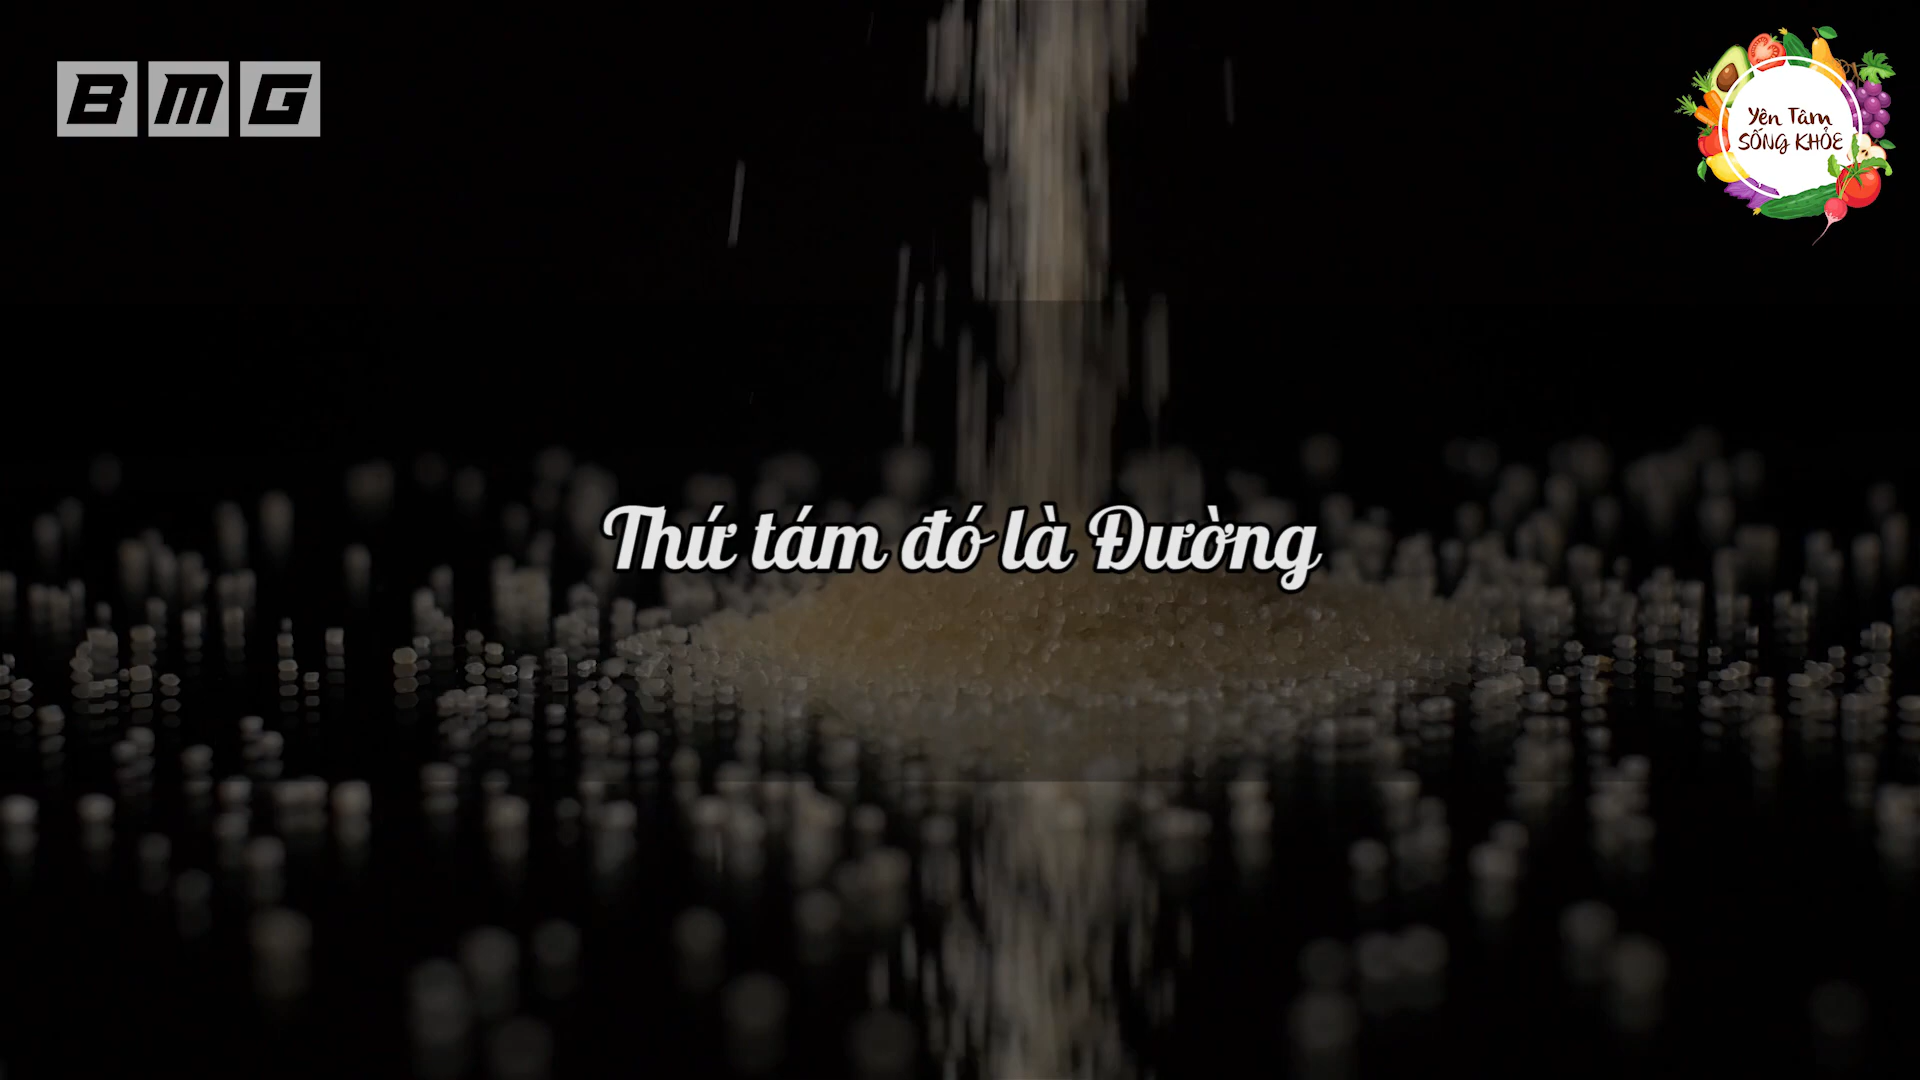 BMG
Yên Tâm
SỐNG KHỎE
Thứ tám đó là Đường